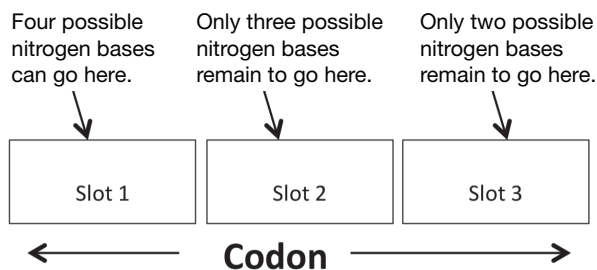 Four possible
nitrogen bases
can go here.
Only three possible
nitrogen bases
remain to go here.
Only two possible
nitrogen bases
remain to go here.
Slot 1
Slot 2
Slot 3
Codon